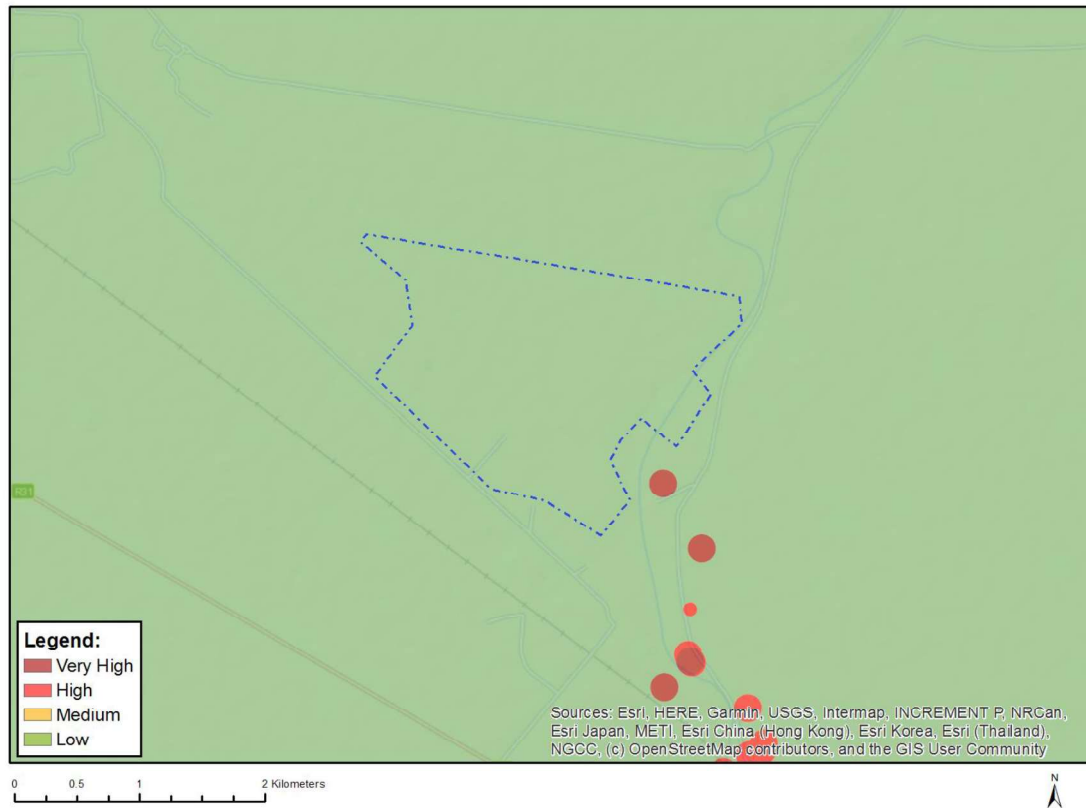 R31
Legend:
Very High
High
Medium
Low
Sources: Esri, HERE, Garmin, USGS, Intermap, INCREMENT P, NRCan,
Esri Japan, METI, Esri China (Hong Kong), Esri Korea, Esri (Thailand),
NGCC, (c) OpenStreetMap contributors, and the GIS User Community
0 0.5 1 2 Kilometers
N